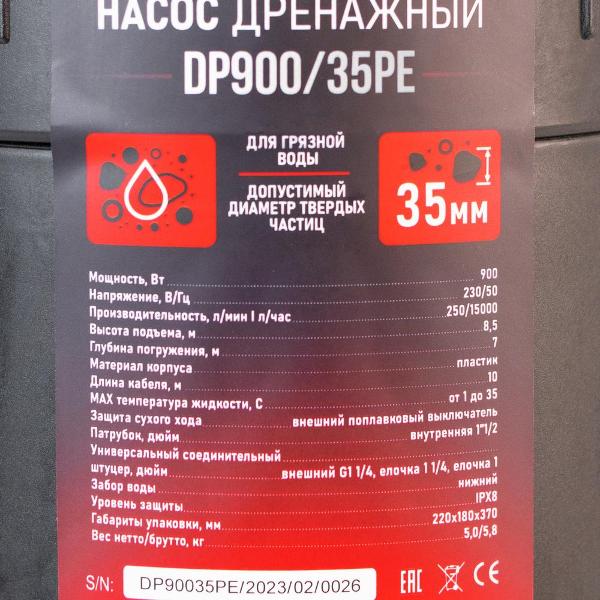 НАСОС ДРЕНАЖНЫЙ
DP900/35PE
ДЛЯ ГРЯЗНОЙ
ВОДЫ
ДОПУСТИМЫЙ
ДИАМЕТР ТВЕРДЫХ
ЧАСТИЦ
35мм
Мощность, Вт 900
Напряжение, В/Гц 230/50
Производительность, л/мин I л/час 250/15000
Высота подъема, м 8,5
Глубина погружения, м 7
Материал корпуса пластик
Длина кабеля, м 10
MAX температура жидкости, С от 1 до 35
Защита сухого хода внешний поплавковый выключатель
Патрубок, дюйм внутренняя 1"1/2
Универсальный соединительный
штуцер, дюйм внешний G1 1/4, елочка 1 1/4, елочка 1
Забор воды нижний
Уровень защиты IPX8
Габариты упаковки, мм 220x180x370
Вес нетто/брутто, кг 5,0/5,8
S/N: DP90035PE/2023/02/0026 EAC CE